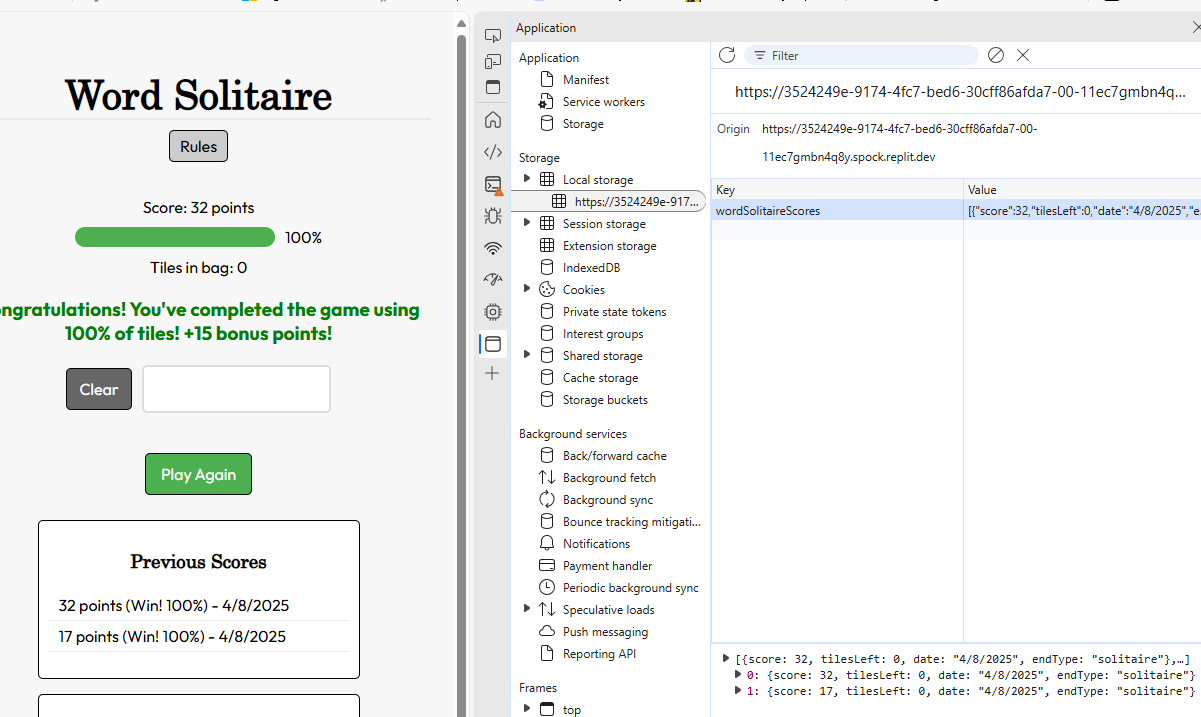 Word Solitaire
Rules
Score: 32 points
100%
Tiles in bag: 0
ongratulations! You've completed the game using
100% of tiles! +15 bonus points!
Clear
Play Again
Previous Scores
32 points (Win! 100%) - 4/8/2025
17 points (Win! 100%) - 4/8/2025
Application
Application
Manifest
Service workers
Storage
Storage
Local storage
https://3524249e-917...
Session storage
Extension storage
IndexedDB
Cookies
Private state tokens
Interest groups
Shared storage
Cache storage
Storage buckets
Background services
Back/forward cache
Background fetch
Background sync
Bounce tracking mitigati...
Notifications
Payment handler
Periodic background sync
Speculative loads
Push messaging
Reporting API
Frames
top
Filter
https://3524249e-9174-4fc7-bed6-30cff86afda7-00-11ec7gmbn4q...
Origin https://3524249e-9174-4fc7-bed6-30cff86afda7-00-
11ec7gmbn4q8y.spock.replit.dev
Key Value
wordSolitaireScores [{"score":32,"tilesLeft":0,"date":"4/8/2025","e
[{score: 32, tilesLeft: 0, date: "4/8/2025", endType: "solitaire"},…]
0: {score: 32, tilesLeft: 0, date: "4/8/2025", endType: "solitaire"}
1: {score: 17, tilesLeft: 0, date: "4/8/2025", endType: "solitaire"}